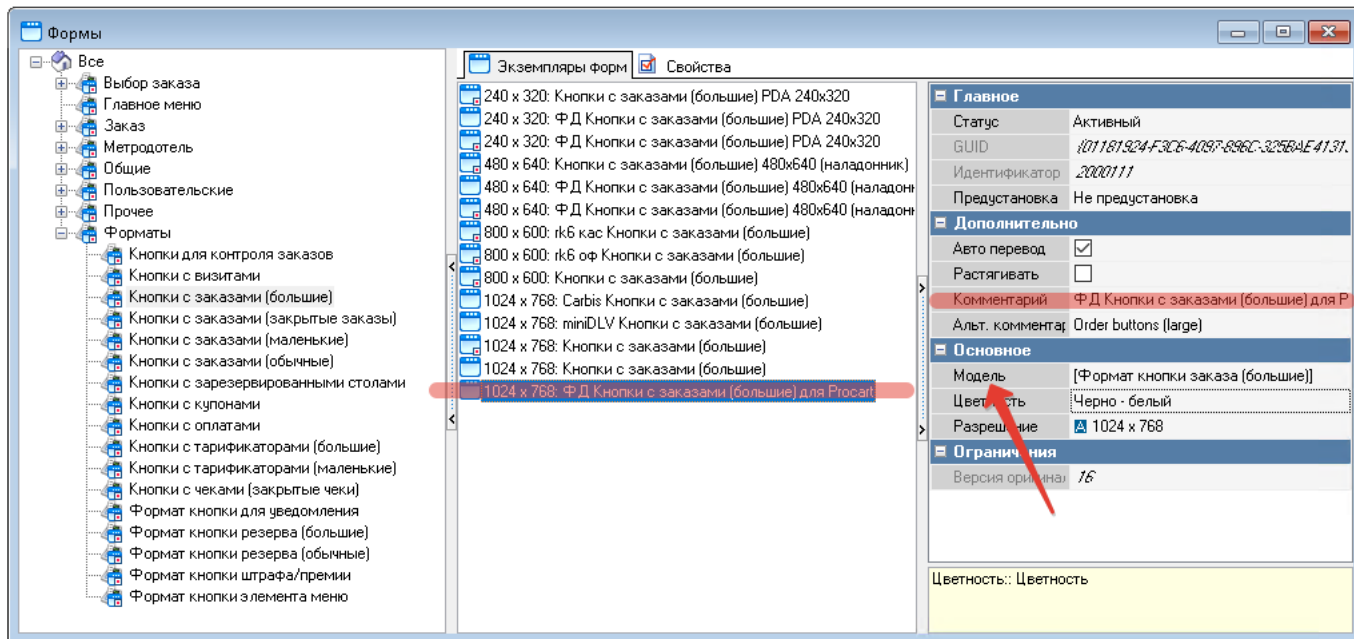 Формы
Все
Выбор заказа
Главное меню
Заказ
Метродотель
Общие
Пользовательские
Прочее
Форматы
Кнопки для контроля заказов
Кнопки с визитами
Кнопки с заказами (большие)
Кнопки с заказами (закрытые заказы)
Кнопки с заказами (маленькие)
Кнопки с заказами (обычные)
Кнопки с зарезервированными столами
Кнопки с купонами
Кнопки с оплатами
Кнопки с тарификаторами (большие)
Кнопки с тарификаторами (маленькие)
Кнопки с чеками (закрытые чеки)
Формат кнопки для уведомления
Формат кнопки резерва (большие)
Формат кнопки резерва (обычные)
Формат кнопки штрафа/премии
Формат кнопки элемента меню
Экземпляры форм Свойства
240 x 320: Кнопки с заказами (большие) PDA 240x320
240 x 320: ФД Кнопки с заказами (большие) PDA 240x320
240 x 320: ФД Кнопки с заказами (большие) PDA 240x320
480 x 640: Кнопки с заказами (большие) 480x640 (наладонник)
480 x 640: ФД Кнопки с заказами (большие) 480x640 (наладонн
480 x 640: ФД Кнопки с заказами (большие) 480x640 (наладонн
800 x 600: rk6 кас Кнопки с заказами (большие)
800 x 600: rk6 оф Кнопки с заказами (большие)
800 x 600: Кнопки с заказами (большие)
1024 x 768: Carbis Кнопки с заказами (большие)
1024 x 768: miniDLV Кнопки с заказами (большие)
1024 x 768: Кнопки с заказами (большие)
1024 x 768: Кнопки с заказами (большие)
1024 x 768: ФД Кнопки с заказами (большие) для Procart
Главное
Статус Активный
GUID
Идентификатор 2000111
Предустановка Не предустановка
Дополнительно
Авто перевод
Растягивать
Комментарий ФД Кнопки с заказами (большие) для P
Альт. коммента Order buttons (large)
Основное
Модель [Формат кнопки заказа (большие)]
Цветность Черно - белый
Разрешение A 1024 x 768
Ограничения
Версия оригинал 16
Цветность:: Цветность